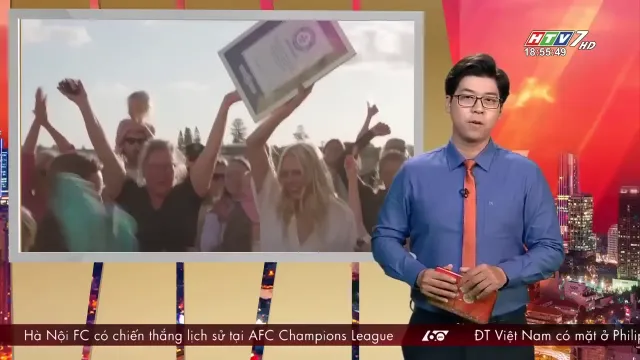 HTV7 HD
18:55:49
Hà Nội FC có chiến thắng lịch sử tại AFC Champions League
60
ĐT Việt Nam có mặt ở Philip